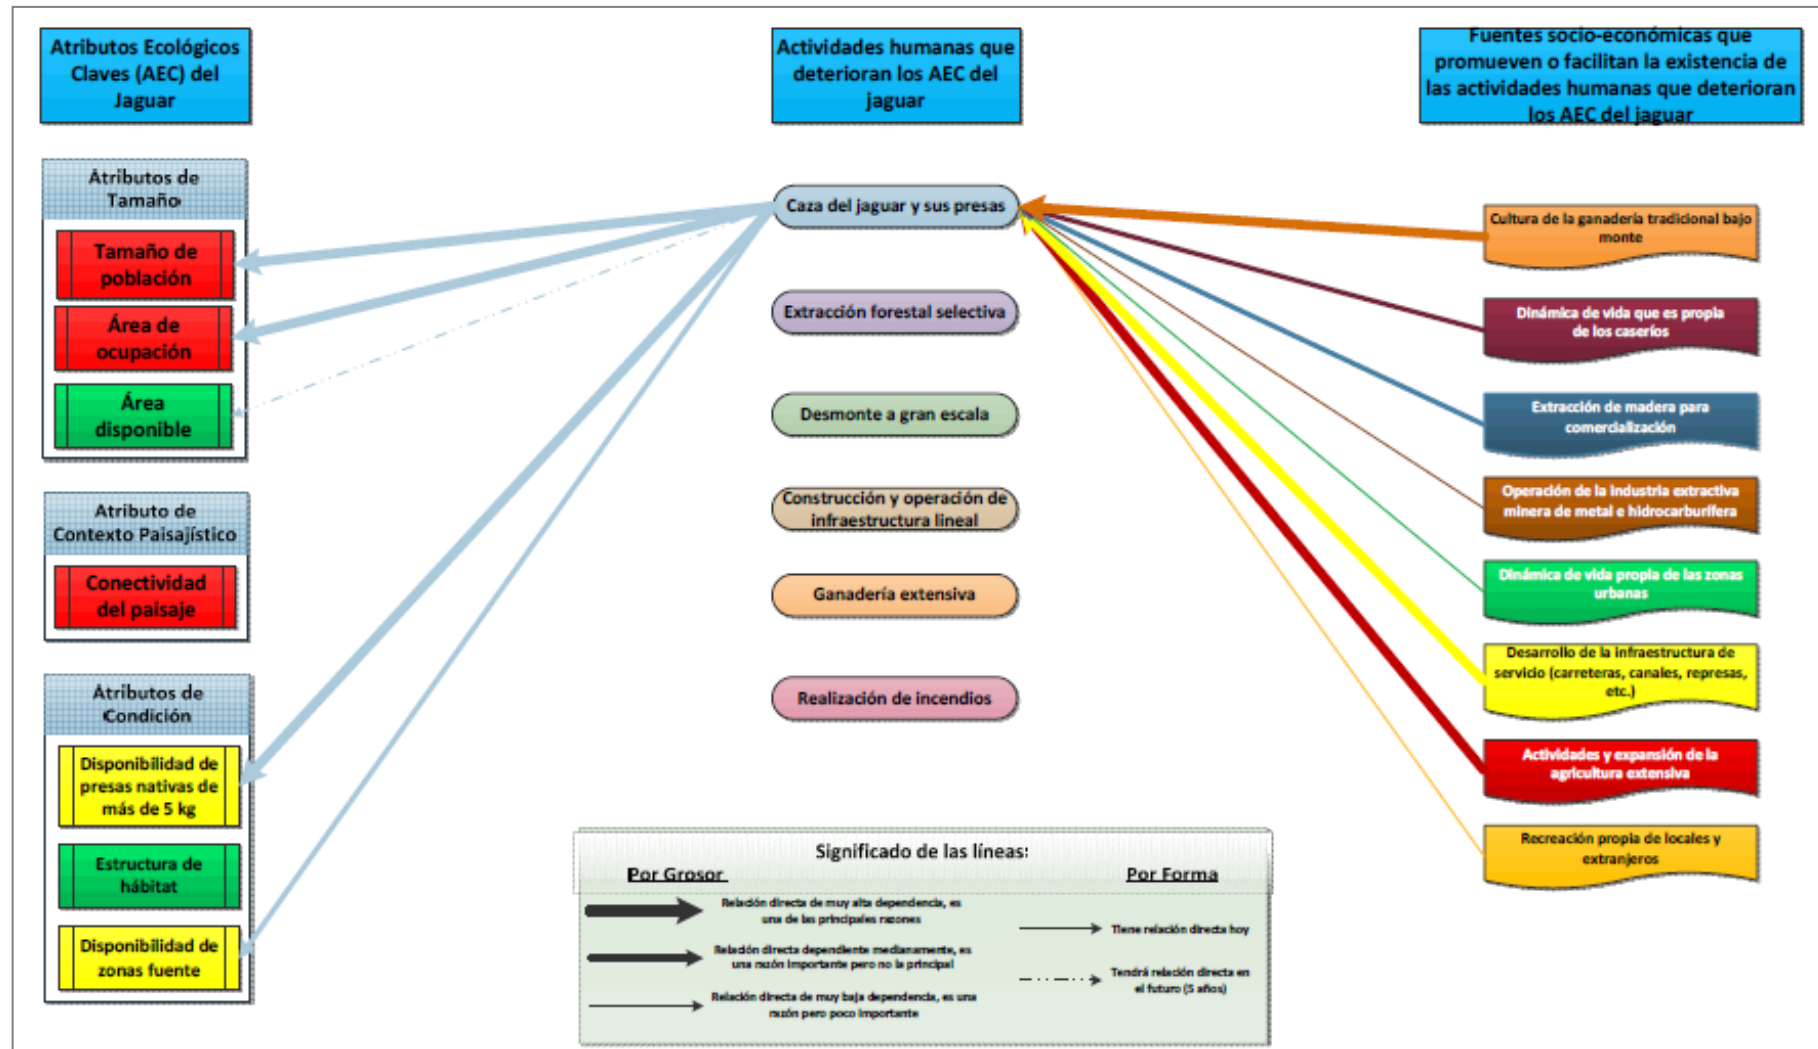 Atributos Ecológicos
Claves (AEC) del
Jaguar
Atributos de
Tamaño
Tamaño de
población
Área de
ocupación
Área
disponible
Atributo de
Contexto Paisajístico
Conectividad
del paisaje
Atributos de
Condición
Disponibilidad de
presas nativas de
más de 5 kg
Estructura de
hábitat
Disponibilidad de
zonas fuente
Actividades humanas que
deterioran los AEC del
jaguar
Caza del jaguar y sus presas
Extracción forestal selectiva
Desmonte a gran escala
Construcción y operación de
infraestructura lineal
Ganadería extensiva
Realización de incendios
Fuentes socio-económicas que
promueven o facilitan la existencia de
las actividades humanas que deterioran
los AEC del jaguar
Cultura de la ganadería tradicional bajo
monte
Dinámica de vida que es propia
de los caseríos
Extracción de madera para
comercialización
Operación de la industria extractiva
minera de metal e hidrocarburífera
Dinámica de vida propia de las zonas
urbanas
Desarrollo de la infraestructura de
servicio (carreteras, canales, represas,
etc.)
Actividades y expansión de la
agricultura extensiva
Recreación propia de locales y
extranjeros
Significado de las líneas:
Por Grosor
Relación directa de muy alta dependencia, es
una de las principales razones
Relación directa dependiente medianamente, es
una razón importante pero no la principal
Relación directa de muy baja dependencia, es una
razón pero poco importante
Por Forma
Tiene relación directa hoy
Tendrá relación directa en
el futuro (5 años)